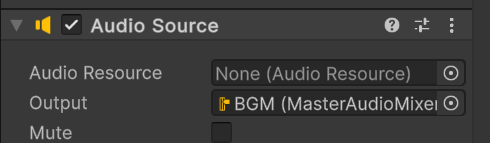 Audio Source
Audio Resource None (Audio Resource)
Output BGM (MasterAudioMixer
Mute